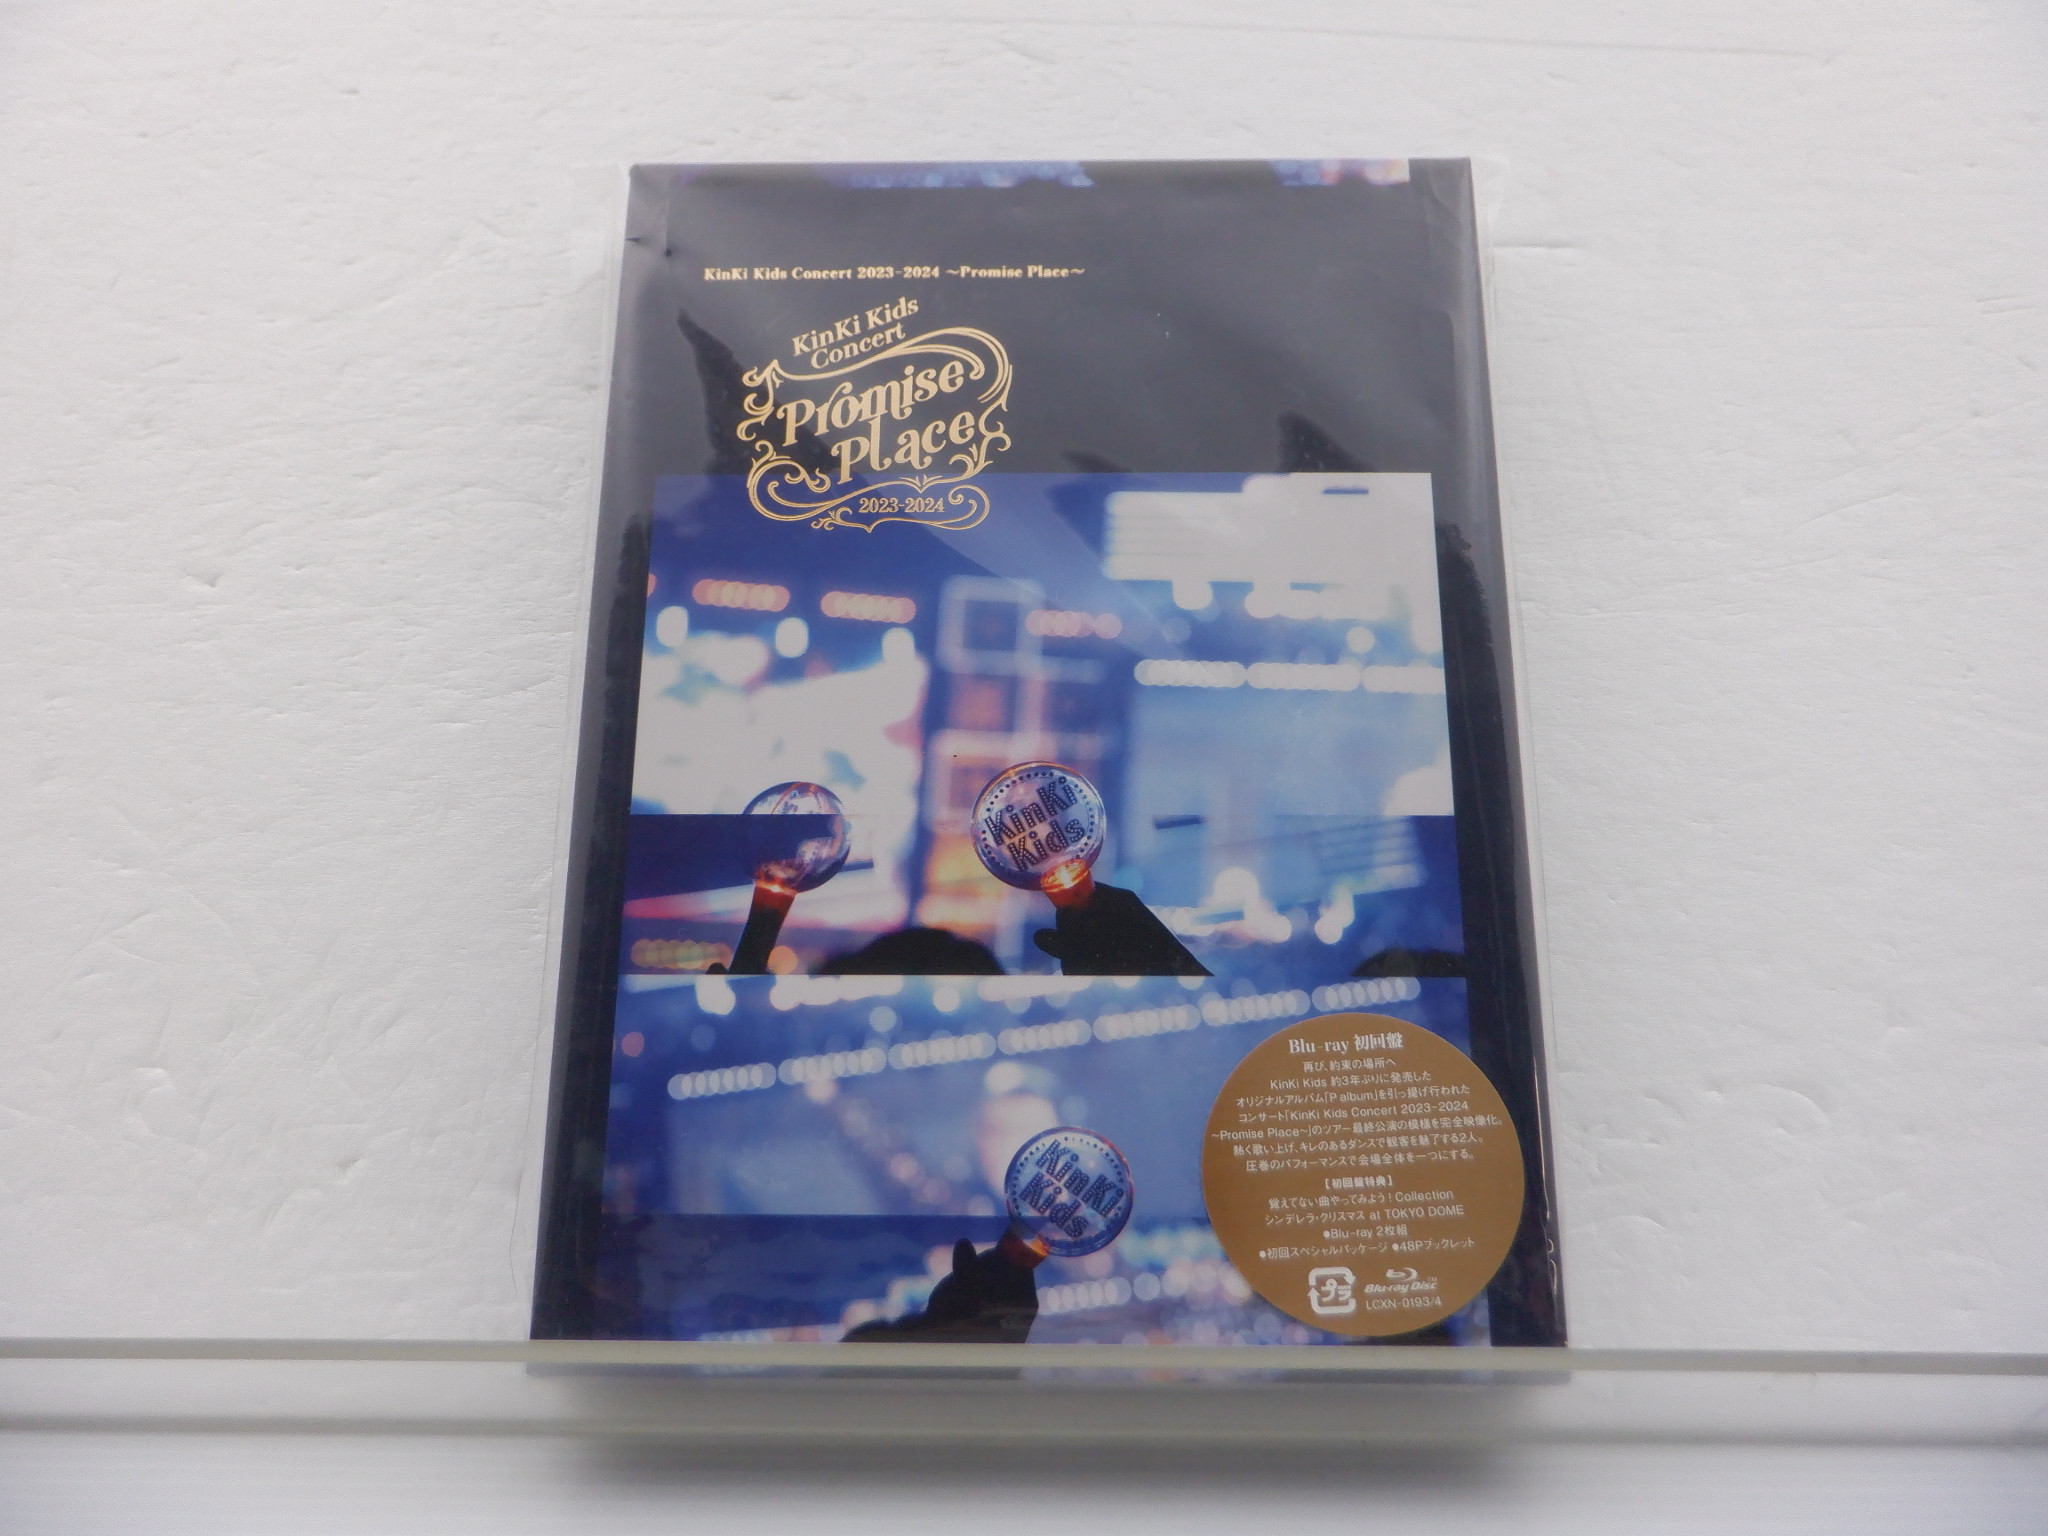 KinKi Kids Concert 2023-2024 ~Promise Place~
KinKi Kids
Concert
Promise
Place
2023-2024
KinKi
Kids
KinKi
Kids
Blu-ray 初回盤
再び、約束の場所へ
KinKi Kids 約3年ぶりに発売した
オリジナルアルバム「P album」を引っ提げ行われた
コンサート「KinKi Kids Concert 2023-2024
~Promise Place~」のツアー最終公演の模様を完全映像化。
熱く歌い上げ、キレのあるダンスで観客を魅了する2人。
圧巻のパフォーマンスで会場全体を一つにする。
【初回盤特典】
覚えてない曲やってみよう！Collection
シンデレラ・クリスマス at TOKYO DOME
●Blu-ray 2枚組
●初回スペシャルパッケージ ●48Pブックレット
プラ
Blu-ray Disc™
LCXN-0193/4